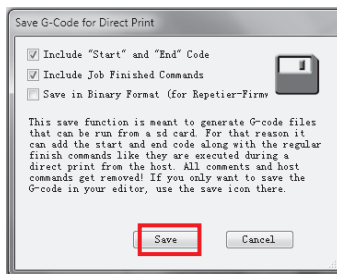 Save G-Code for Direct Print
Include "Start" and "End" Code
Include Job Finished Commands
Save in Binary Format (for Repetier-Firmw
This save function is meant to generate G-code files
that can be run from a sd card. For that reason it
can add the start and end code along with the regular
finish commands like they are executed during a
direct print from the host. All comments and host
commands get removed! If you only want to save the
G-code in your editor, use the save icon there.
Save
Cancel